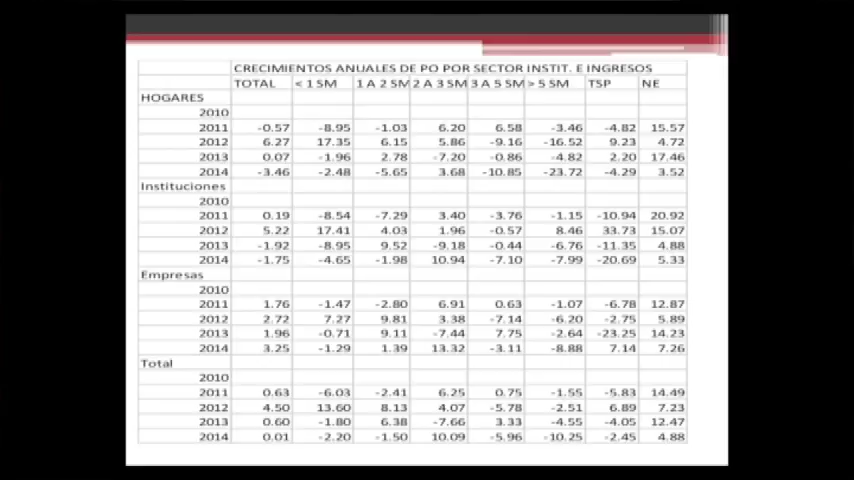 CRECIMIENTOS ANUALES DE PO POR SECTOR INSTIT. E INGRESOS
TOTAL < 1 SM 1 A 2 SM 2 A 3 SM 3 A 5 SM > 5 SM TSP NE
HOGARES
2010
2011 -0.57 -8.95 -1.03 6.20 6.58 -3.46 -4.82 15.57
2012 6.27 17.35 6.15 5.86 -9.16 -16.52 9.23 4.72
2013 0.07 -1.96 2.78 -7.20 -0.86 -4.82 2.20 17.46
2014 -3.46 -2.48 -5.65 3.68 -10.85 -23.72 -4.29 3.52
Instituciones
2010
2011 0.19 -8.54 -7.29 3.40 -3.76 -1.15 -10.94 20.92
2012 5.22 17.41 4.03 1.96 -0.57 8.46 33.73 15.07
2013 -1.92 -8.95 9.52 -9.18 -0.44 -6.76 -11.35 4.88
2014 -1.75 -4.65 -1.98 10.94 -7.10 -7.99 -20.69 5.33
Empresas
2010
2011 1.76 -1.47 -2.80 6.91 0.63 -1.07 -6.78 12.87
2012 2.72 7.27 9.81 3.38 -7.14 -6.20 -2.75 5.89
2013 1.96 -0.71 9.11 -7.44 7.75 -2.64 -23.25 14.23
2014 3.25 -1.29 1.39 13.32 -3.11 -8.88 7.14 7.26
Total
2010
2011 0.63 -6.03 -2.41 6.25 0.75 -1.55 -5.83 14.49
2012 4.50 13.60 8.13 4.07 -5.78 -2.51 6.89 7.23
2013 0.60 -1.80 6.38 -7.66 3.33 -4.55 -4.05 12.47
2014 0.01 -2.20 -1.50 10.09 -5.96 -10.25 -2.45 4.88